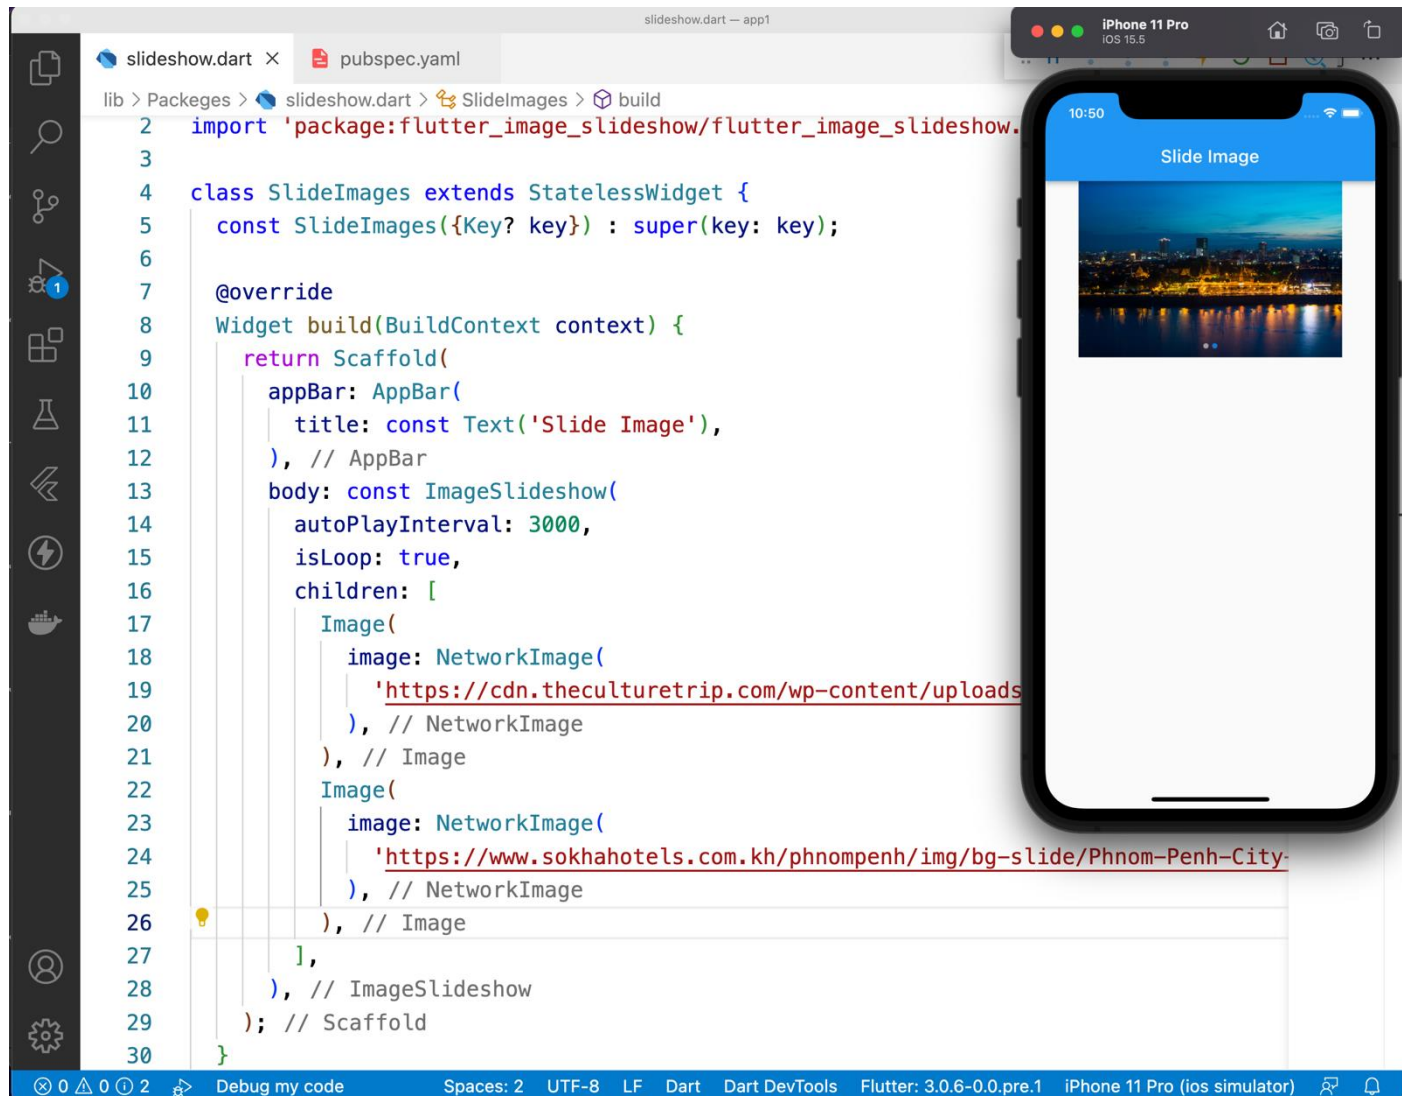 slideshow.dart — app1
iPhone 11 Pro
iOS 15.5
slideshow.dart
pubspec.yaml
lib > Packeges > slideshow.dart > SlideImages > build
10:50
Slide Image
2 import 'package:flutter_image_slideshow/flutter_image_slideshow.
3
4 class SlideImages extends StatelessWidget {
5 const SlideImages({Key? key}) : super(key: key);
6
7 @override
8 Widget build(BuildContext context) {
9 return Scaffold(
10 appBar: AppBar(
11 title: const Text('Slide Image'),
12 ), // AppBar
13 body: const ImageSlideshow(
14 autoPlayInterval: 3000,
15 isLoop: true,
16 children: [
17 Image(
18 image: NetworkImage(
19 'https://cdn.theculturetrip.com/wp-content/uploads
20 ), // NetworkImage
21 ), // Image
22 Image(
23 image: NetworkImage(
24 'https://www.sokhahotels.com.kh/phnompenh/img/bg-slide/Phnom-Penh-City-
25 ), // NetworkImage
26 ), // Image
27 ],
28 ), // ImageSlideshow
29 ); // Scaffold
30 }
1
0 0 2 Debug my code Spaces: 2 UTF-8 LF Dart Dart DevTools Flutter: 3.0.6-0.0.pre.1 iPhone 11 Pro (ios simulator)